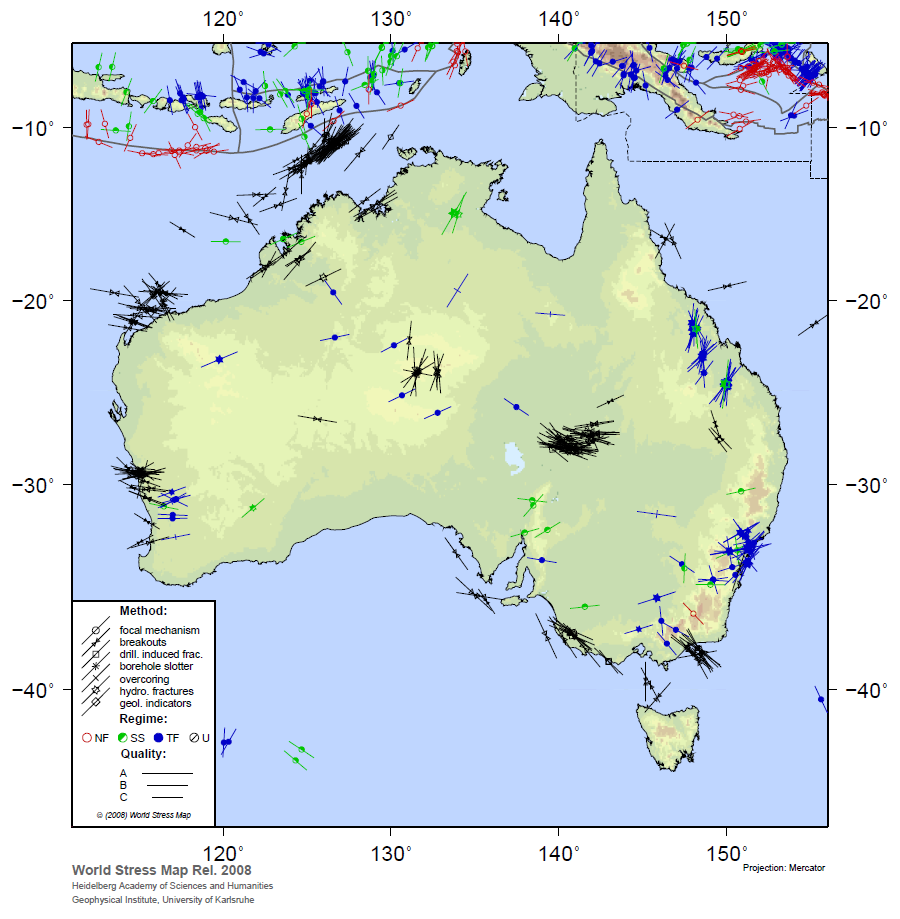 120° 130° 140° 150°
−10° −10°
−20° −20°
−30° −30°
−40° −40°
Method:
focal mechanism
breakouts
drill. induced frac.
borehole slotter
overcoring
hydro. fractures
geol. indicators
Regime:
NF SS TF U
Quality:
A
B
C
© (2008) World Stress Map
120° 130° 140° 150°
World Stress Map Rel. 2008
Projection: Mercator
Heidelberg Academy of Sciences and Humanities
Geophysical Institute, University of Karlsruhe